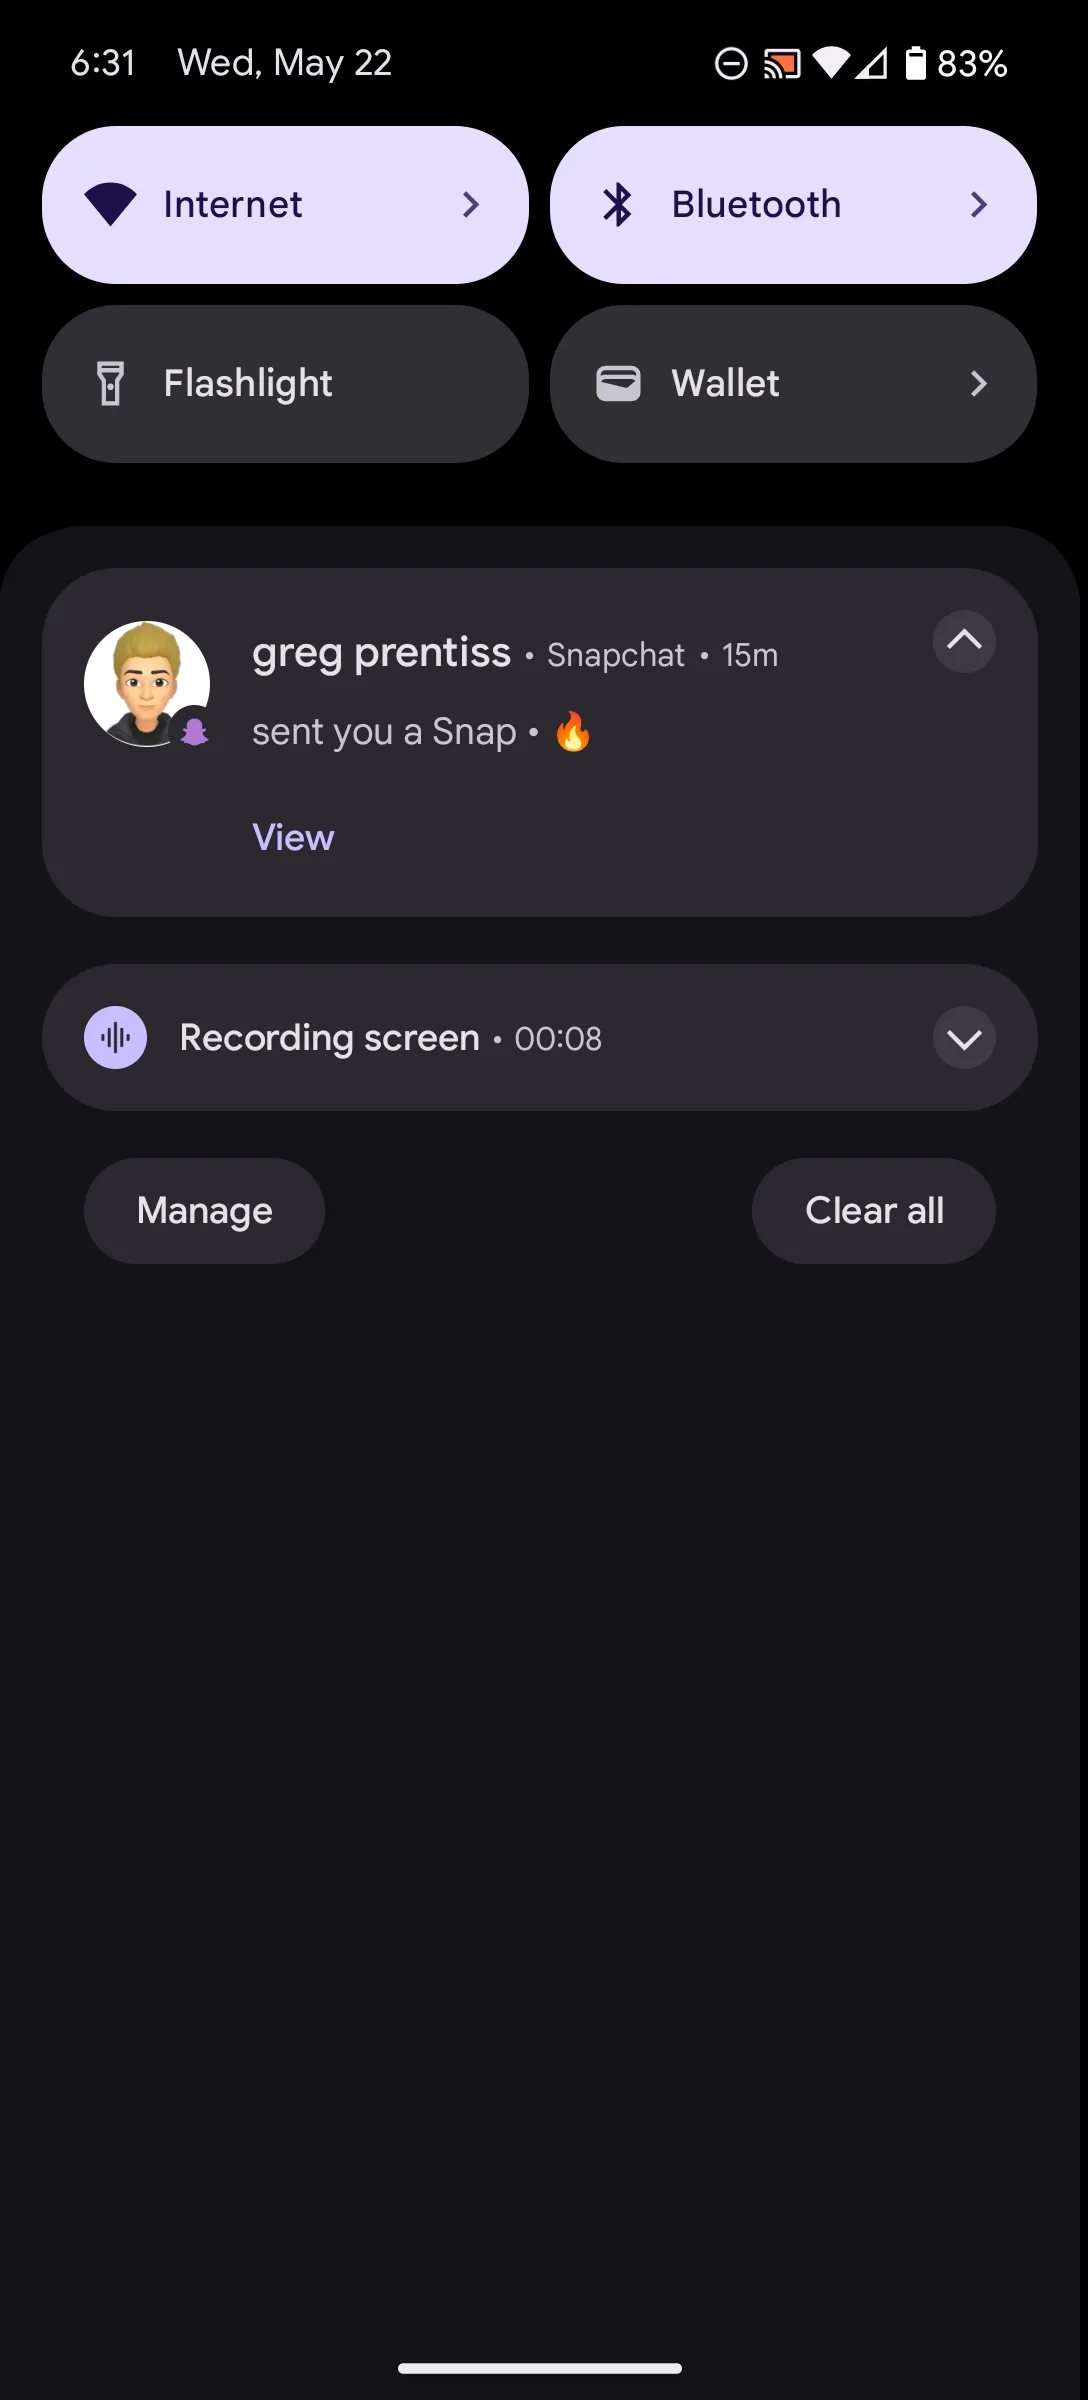 6:31 Wed, May 22 83%
Internet Bluetooth
Flashlight Wallet
greg prentiss • Snapchat • 15m
sent you a Snap • 🔥
View
Recording screen • 00:08
Manage Clear all